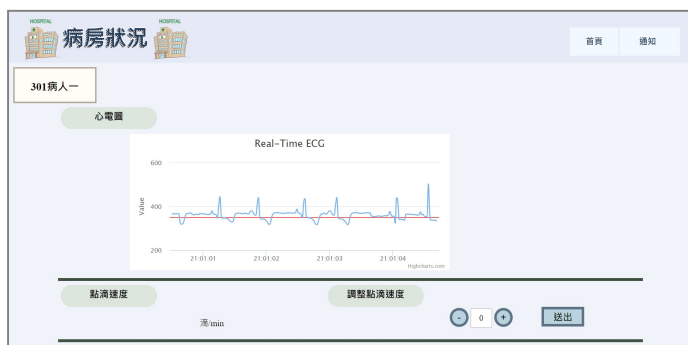 HOSPITAL
HOSPITAL
病房狀況
首頁
通知
301病人一
心電圖
Real-Time ECG
600
400
200
Value
21:01:01
21:01:02
21:01:03
21:01:04
Highcharts.com
點滴速度
調整點滴速度
滴/min
-
0
+
送出